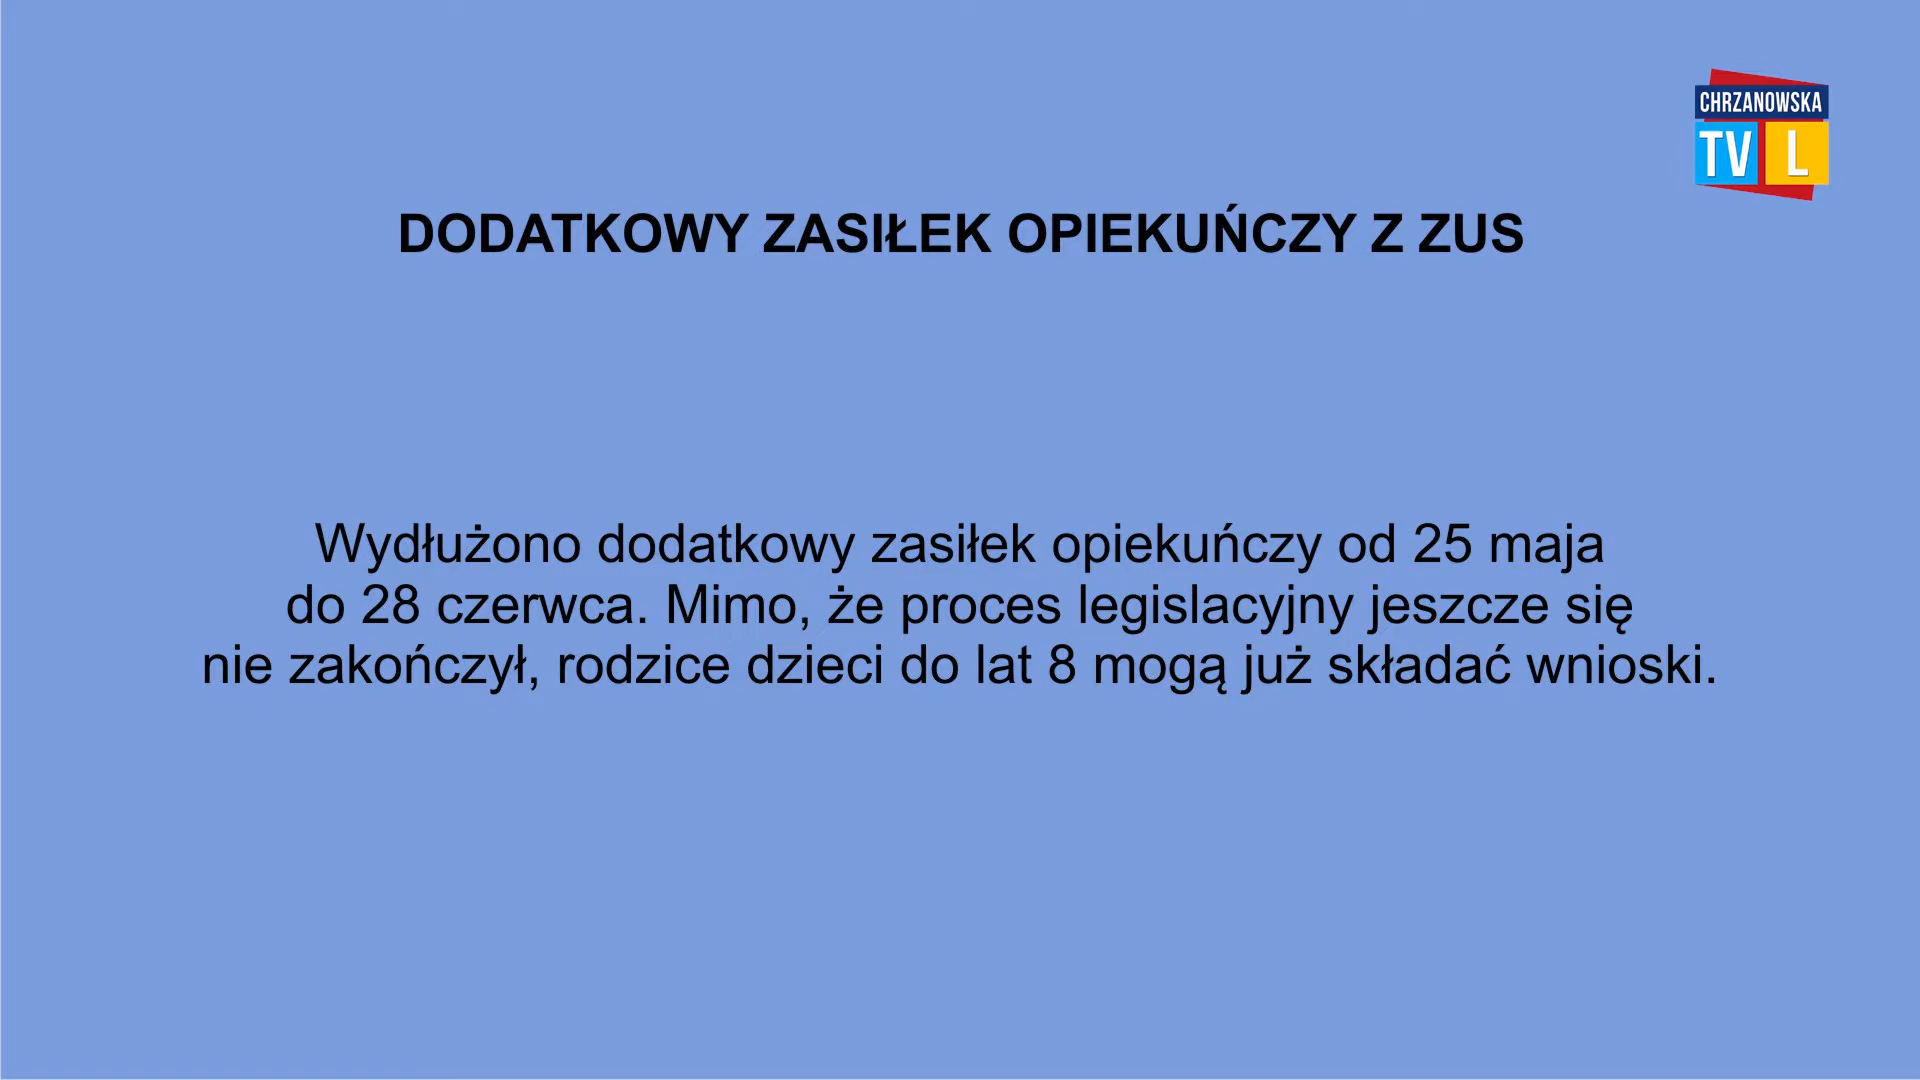 CHRZANOWSKA
TV L
DODATKOWY ZASIŁEK OPIEKUŃCZY Z ZUS
Wydłużono dodatkowy zasiłek opiekuńczy od 25 maja
do 28 czerwca. Mimo, że proces legislacyjny jeszcze się
nie zakończył, rodzice dzieci do lat 8 mogą już składać wnioski.